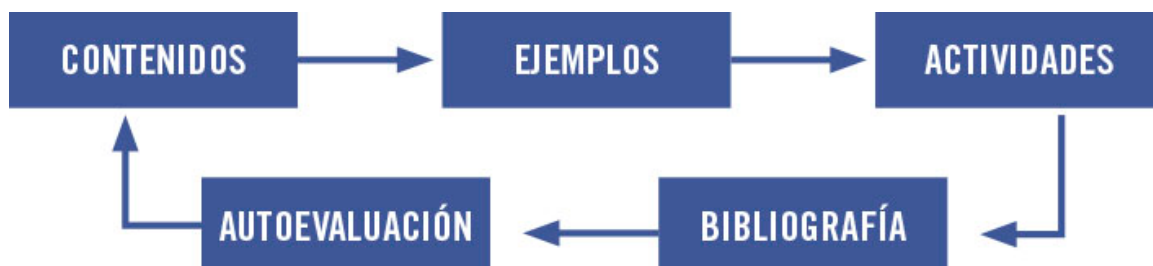 CONTENIDOS
EJEMPLOS
ACTIVIDADES
BIBLIOGRAFÍA
AUTOEVALUACIÓN